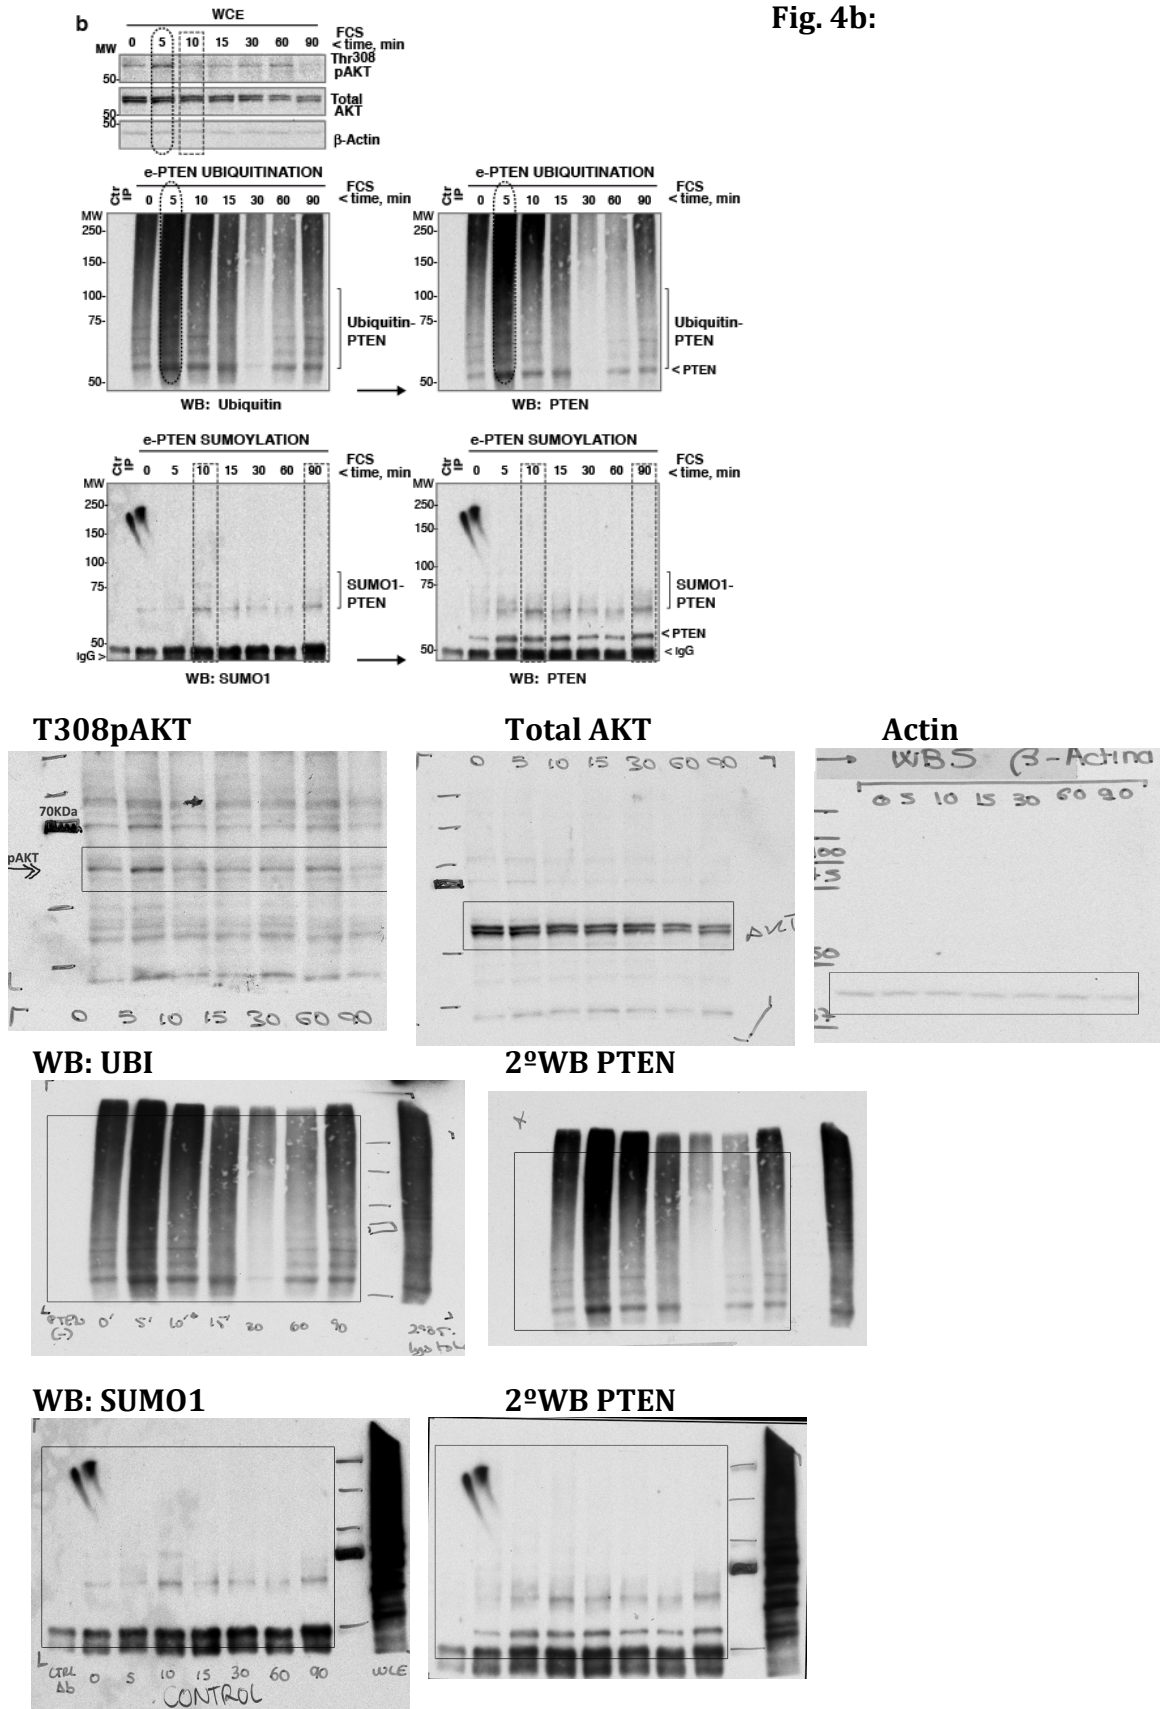 Fig. 4b:
b
WCE
FCS
MW 0 5 10 15 30 60 90 < time, min
Thr308
pAKT
50-
Total
AKT
50-
50-
β-Actin
e-PTEN UBIQUITINATION
Ctr IP 0 5 10 15 30 60 90 FCS
< time, min
MW
250-
150-
100-
75-
50-
Ubiquitin-
PTEN
WB: Ubiquitin
e-PTEN UBIQUITINATION
Ctr IP 0 5 10 15 30 60 90 FCS
< time, min
MW
250-
150-
100-
75-
50-
Ubiquitin-
PTEN
< PTEN
WB: PTEN
e-PTEN SUMOYLATION
Ctr IP 0 5 10 15 30 60 90 FCS
< time, min
MW
250-
150-
100-
75-
50-
IgG >
SUMO1-
PTEN
WB: SUMO1
e-PTEN SUMOYLATION
Ctr IP 0 5 10 15 30 60 90 FCS
< time, min
MW
250-
150-
100-
75-
50-
SUMO1-
PTEN
< PTEN
< IgG
WB: PTEN
T308pAKT
70KDa
pAKT
0 5 10 15 30 60 90
Total AKT
0 5 10 15 30 60 90
AKT
Actin
WBS β-Actina
0 5 10 15 30 60 90
100
75
50
37
WB: UBI
PTEN
(-)
0' 5' 10' 15' 30 60 90
2ºWB PTEN
X
WB: SUMO1
CTRL
Ab
0 5 10 15 30 60 90 WCE
CONTROL
2ºWB PTEN